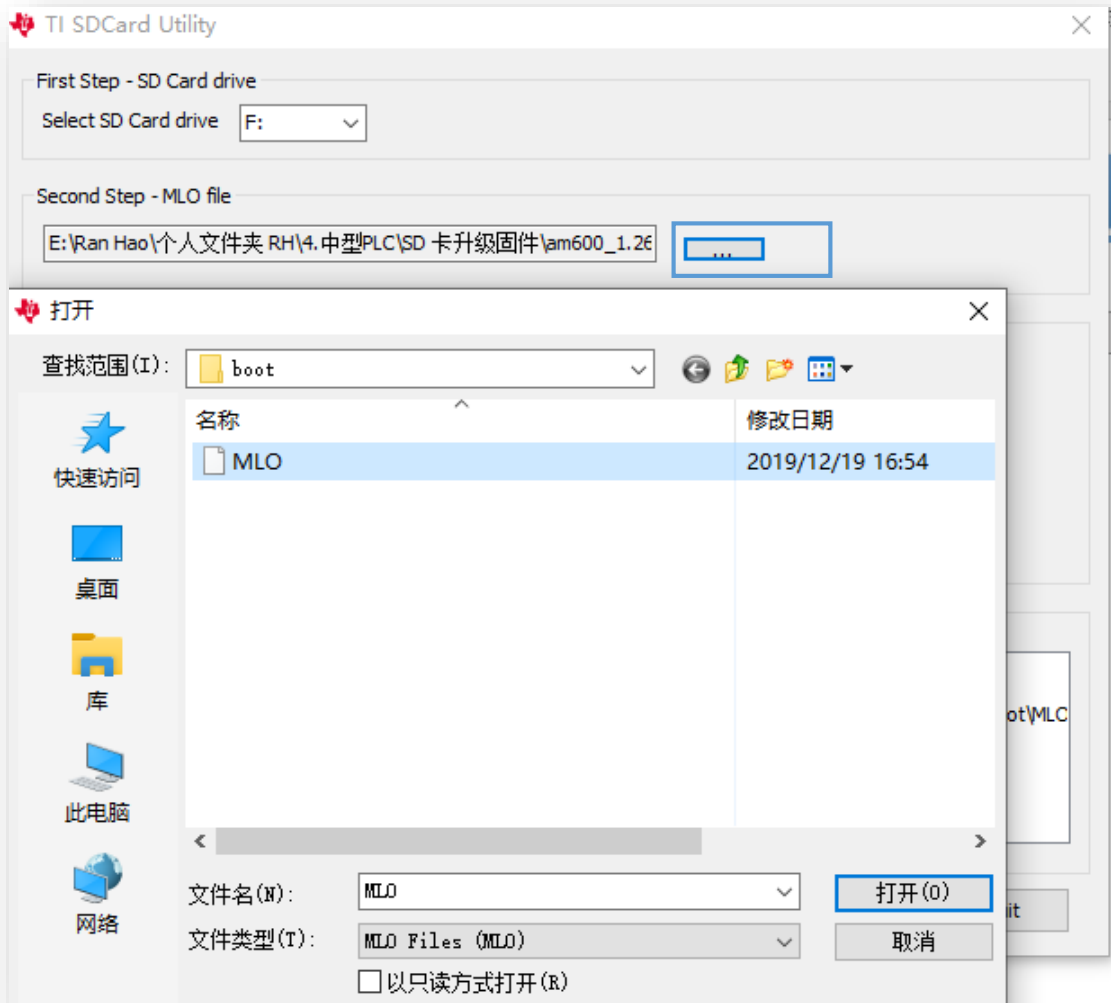 TI SDCard Utility
First Step - SD Card drive
Select SD Card drive F:
Second Step - MLO file
E:\Ran Hao\个人文件夹 RH\4.中型PLC\SD 卡升级固件\am600_1.26 ...
打开
查找范围(I): boot
名称 修改日期
MLO 2019/12/19 16:54
快速访问
桌面
库
此电脑
网络
ot\MLO
文件名(N): MLO 打开(O)
文件类型(T): MLO Files (MLO) 取消
以只读方式打开(R)